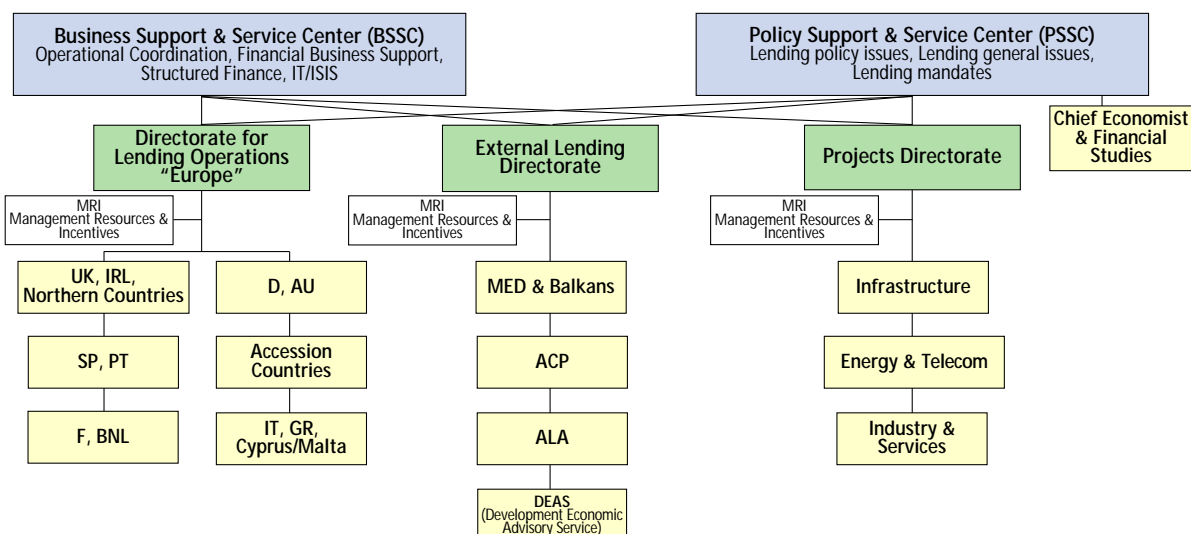 Business Support & Service Center (BSSC)
Operational Coordination, Financial Business Support,
Structured Finance, IT/ISIS
Policy Support & Service Center (PSSC)
Lending policy issues, Lending general issues,
Lending mandates
Chief Economist
& Financial
Studies
Directorate for
Lending Operations
“Europe”
External Lending
Directorate
Projects Directorate
MRI
Management Resources &
Incentives
MRI
Management Resources &
Incentives
MRI
Management Resources &
Incentives
UK, IRL,
Northern Countries
D, AU
MED & Balkans
Infrastructure
SP, PT
Accession
Countries
ACP
Energy & Telecom
F, BNL
IT, GR,
Cyprus/Malta
ALA
Industry &
Services
DEAS
(Development Economic
Advisory Service)